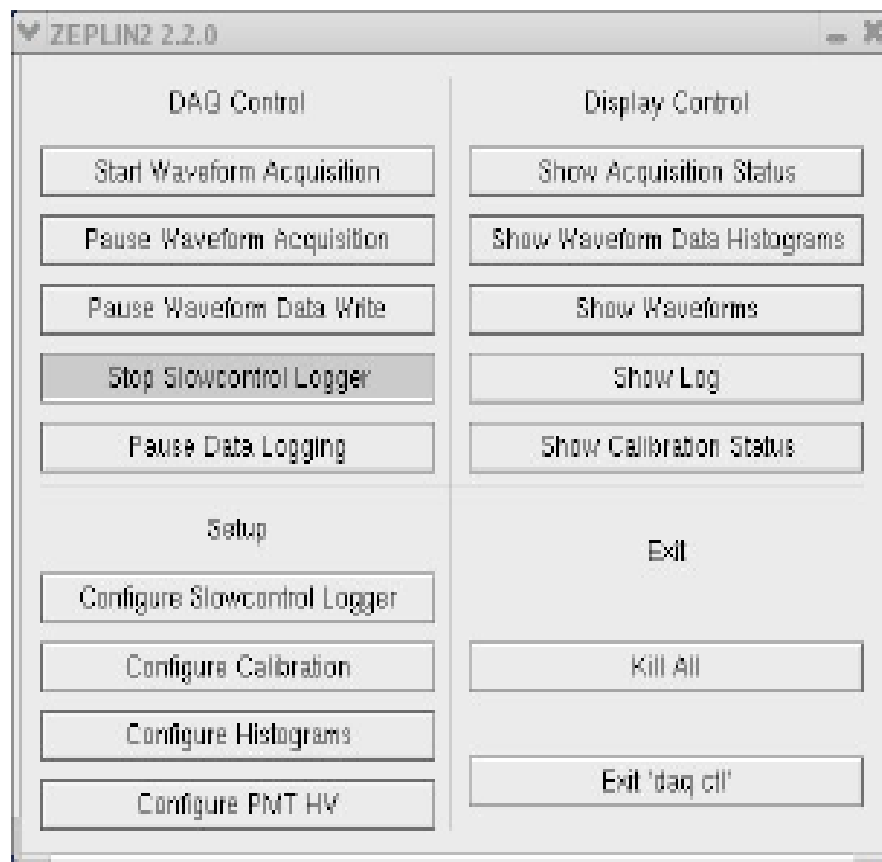 ZEPLIN2 2.2.0
DAQ Control
Start Waveform Acquisition
Pause Waveform Acquisition
Pause Waveform Data Write
Stop Slowcontrol Logger
Pause Data Logging
Setup
Configure Slowcontrol Logger
Configure Calibration
Configure Histograms
Configure PMT HV
Display Control
Show Acquisition Status
Show Waveform Data Histograms
Show Waveforms
Show Log
Show Calibration Status
Exit
Kill All
Exit 'daq ctl'